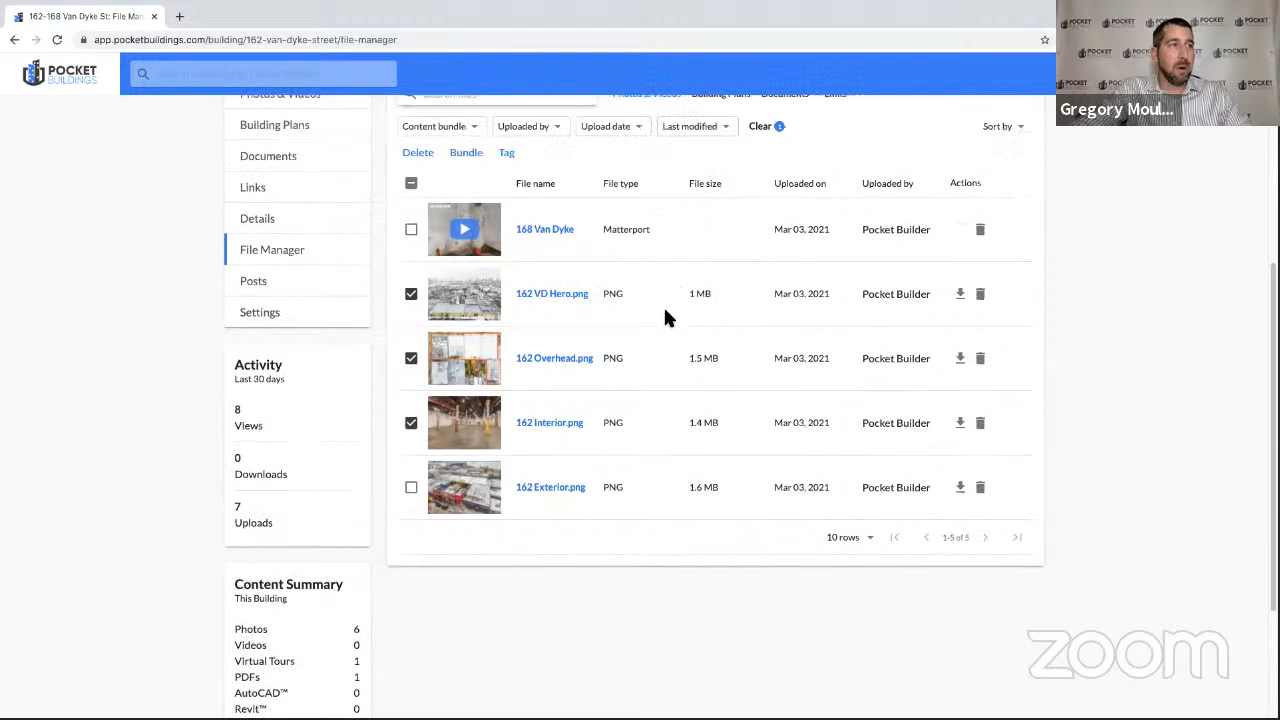 162-168 Van Dyke St: File Man
app.pocketbuildings.com/building/162-van-dyke-street/file-manager
POCKET
BUILDINGS
Photos & Videos
Building Plans
Documents
Links
Details
File Manager
Posts
Settings
Activity
Last 30 days
8
Views
0
Downloads
7
Uploads
Content Summary
This Building
Photos 6
Videos 0
Virtual Tours 1
PDFs 1
AutoCAD™ 0
Revit™ 0
Search files
Photos & Videos Building Plans Documents Links
Content bundle Uploaded by Upload date Last modified Clear 1 Sort by
Delete Bundle Tag
File name File type File size Uploaded on Uploaded by Actions
168 Van Dyke Matterport Mar 03, 2021 Pocket Builder
162 VD Hero.png PNG 1 MB Mar 03, 2021 Pocket Builder
162 Overhead.png PNG 1.5 MB Mar 03, 2021 Pocket Builder
162 Interior.png PNG 1.4 MB Mar 03, 2021 Pocket Builder
162 Exterior.png PNG 1.6 MB Mar 03, 2021 Pocket Builder
10 rows 1-5 of 5
Gregory Moul...
zoom